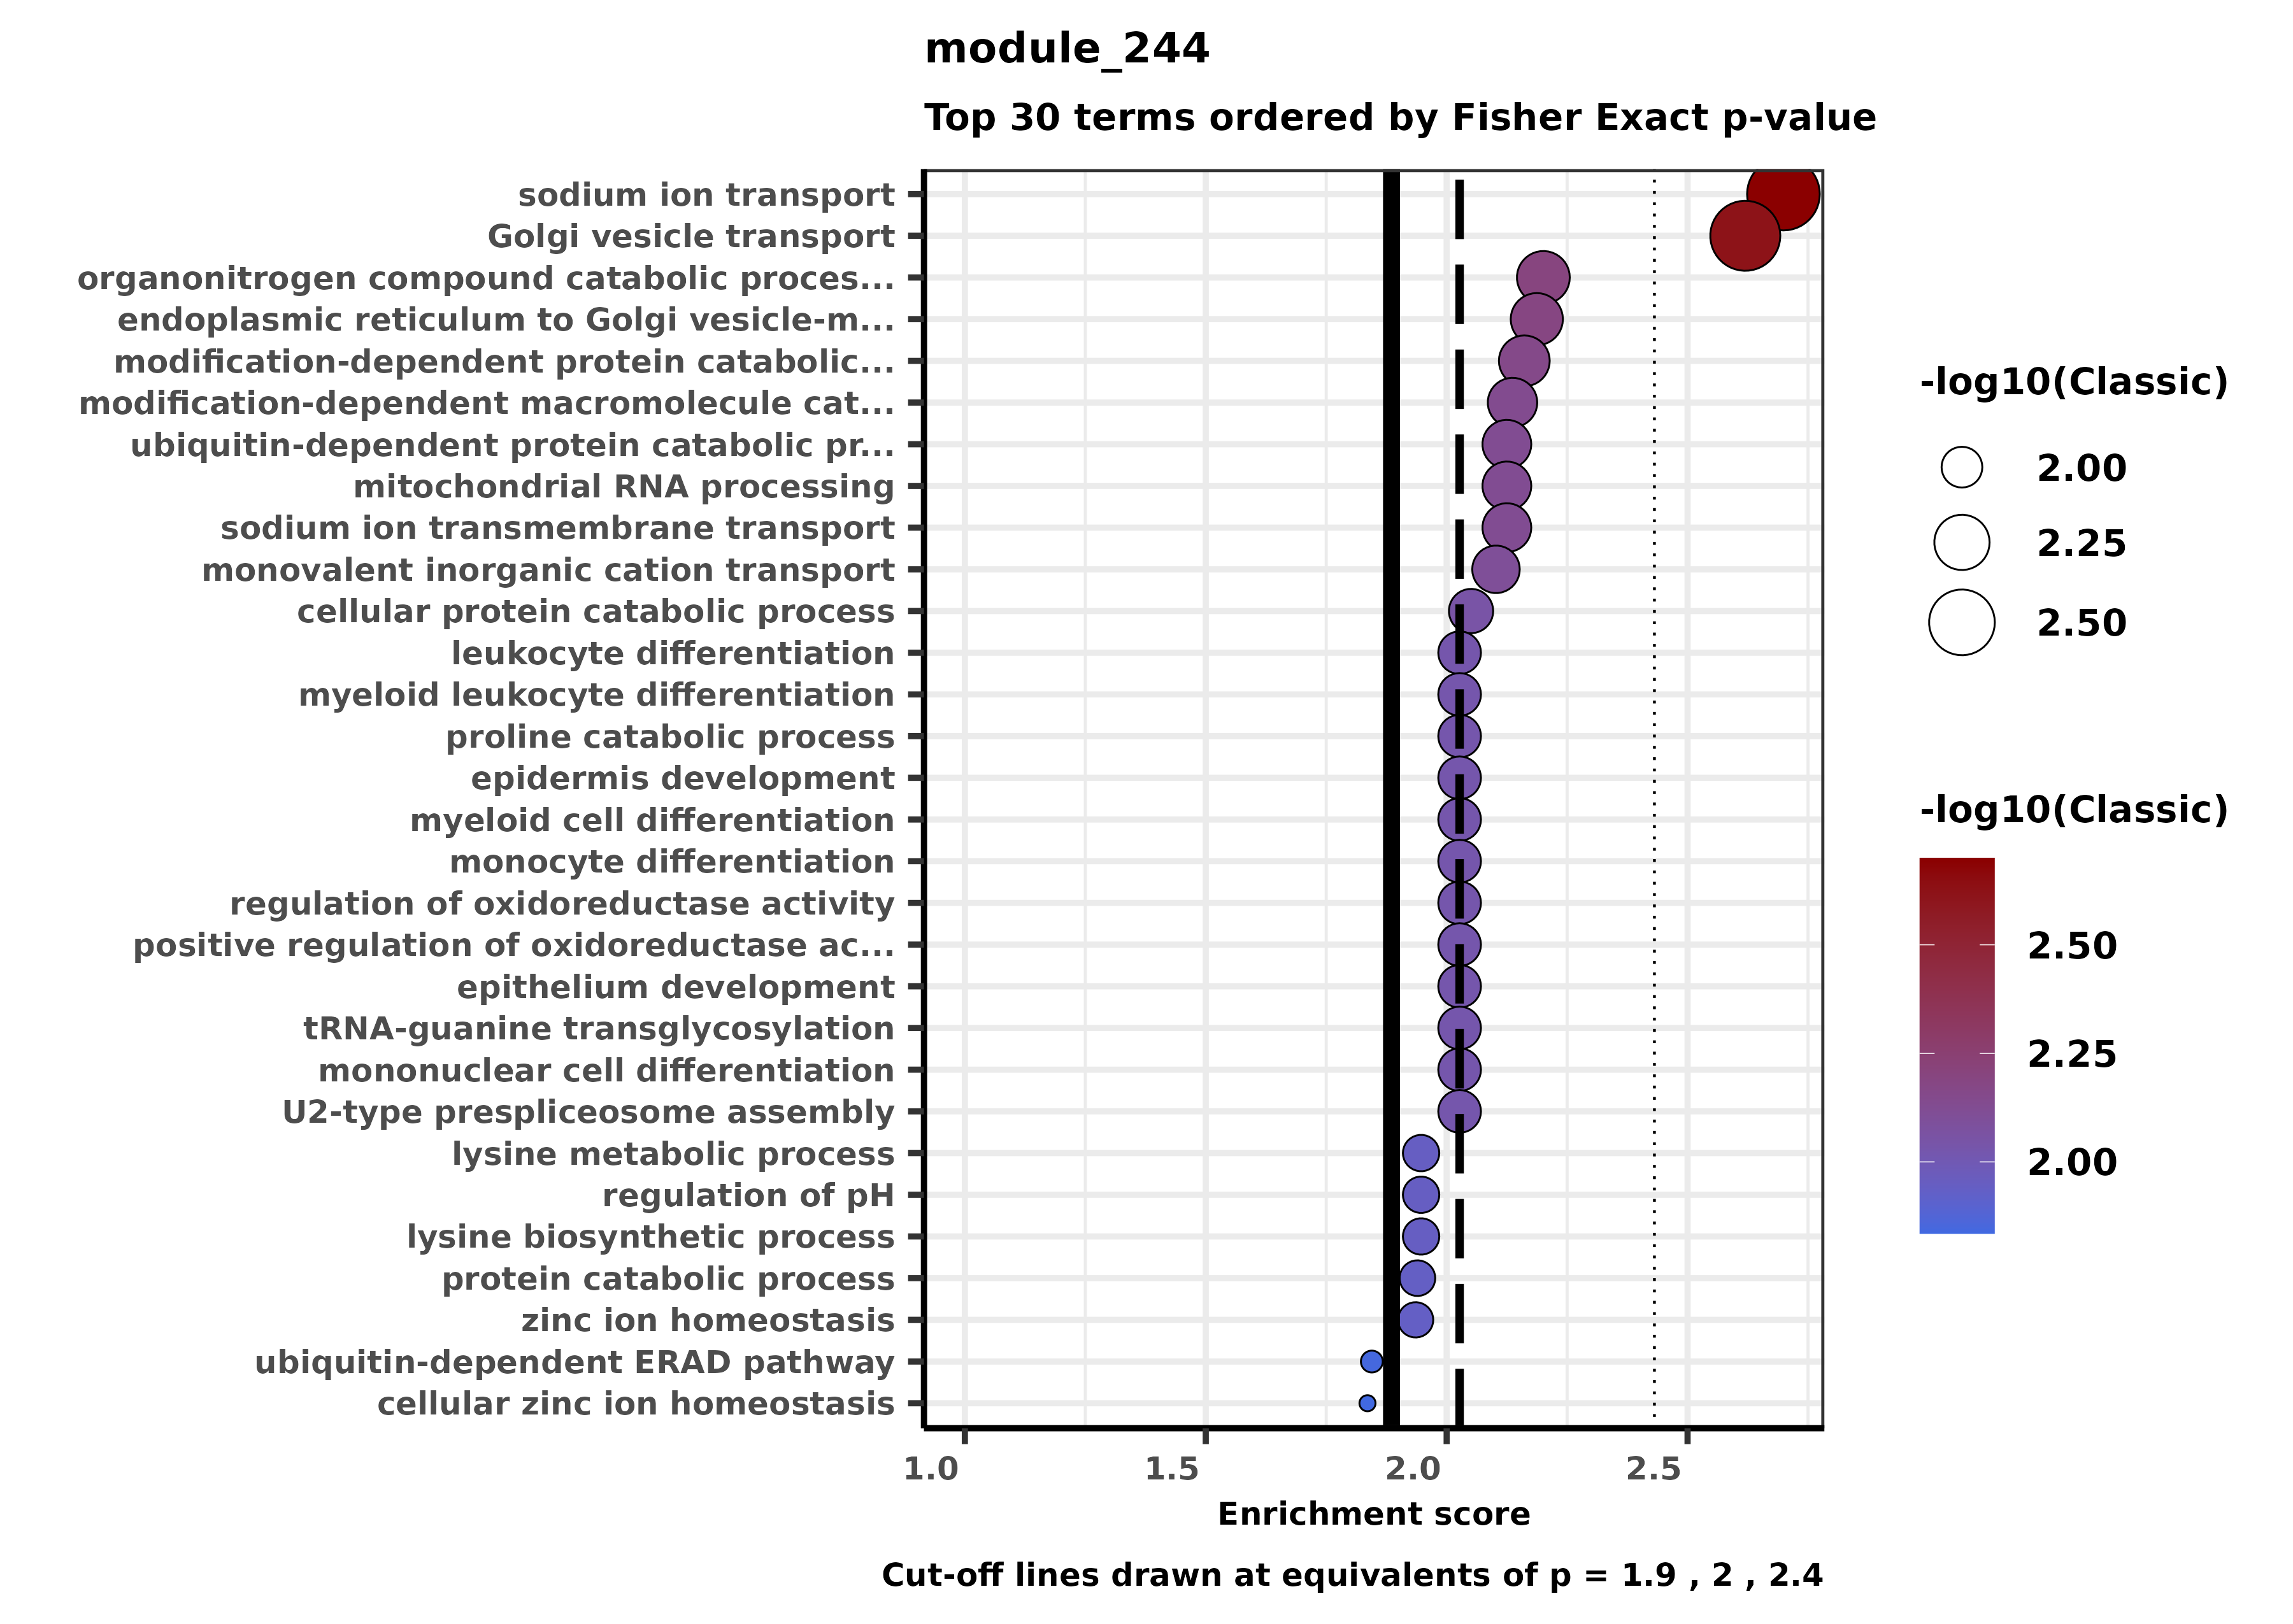 module_244
Top 30 terms ordered by Fisher Exact p-value
sodium ion transport
Golgi vesicle transport
organonitrogen compound catabolic proces...
endoplasmic reticulum to Golgi vesicle-m...
modification-dependent protein catabolic...
modification-dependent macromolecule cat...
ubiquitin-dependent protein catabolic pr...
mitochondrial RNA processing
sodium ion transmembrane transport
monovalent inorganic cation transport
cellular protein catabolic process
leukocyte differentiation
myeloid leukocyte differentiation
proline catabolic process
epidermis development
myeloid cell differentiation
monocyte differentiation
regulation of oxidoreductase activity
positive regulation of oxidoreductase ac...
epithelium development
tRNA-guanine transglycosylation
mononuclear cell differentiation
U2-type prespliceosome assembly
lysine metabolic process
regulation of pH
lysine biosynthetic process
protein catabolic process
zinc ion homeostasis
ubiquitin-dependent ERAD pathway
cellular zinc ion homeostasis
1.0 1.5 2.0 2.5
Enrichment score
Cut-off lines drawn at equivalents of p = 1.9 , 2 , 2.4
-log10(Classic)
2.00
2.25
2.50
-log10(Classic)
2.50
2.25
2.00